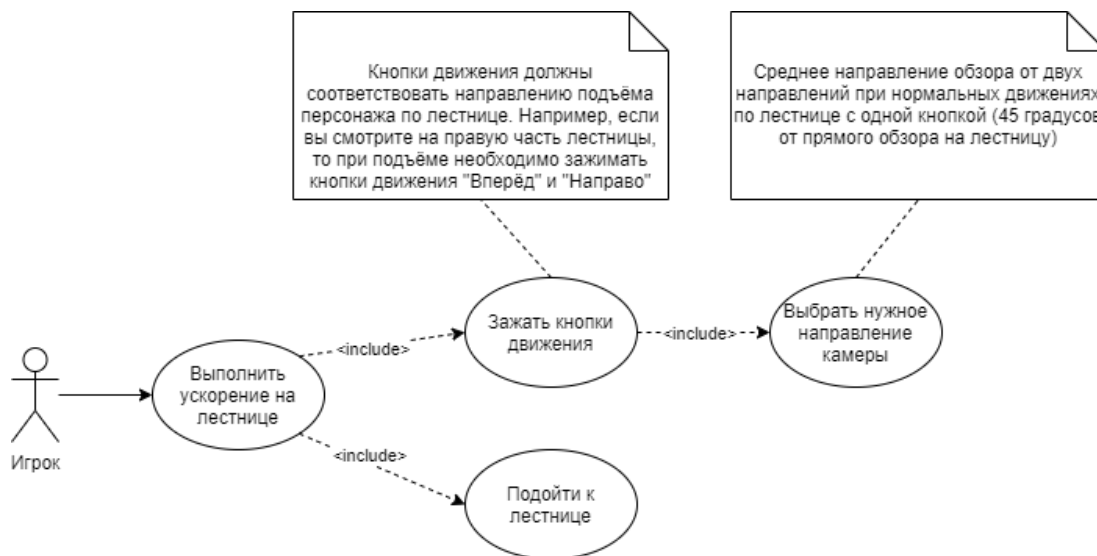 Кнопки движения должны
соответствовать направлению подъёма
персонажа по лестнице. Например, если
вы смотрите на правую часть лестницы,
то при подъёме необходимо зажимать
кнопки движения "Вперёд" и "Направо"
Среднее направление обзора от двух
направлений при нормальных движениях
по лестнице с одной кнопкой (45 градусов
от прямого обзора на лестницу)
Зажать кнопки
движения
<include>
<include>
Выбрать нужное
направление
камеры
Выполнить
ускорение на
лестнице
Игрок
<include>
Подойти к
лестнице